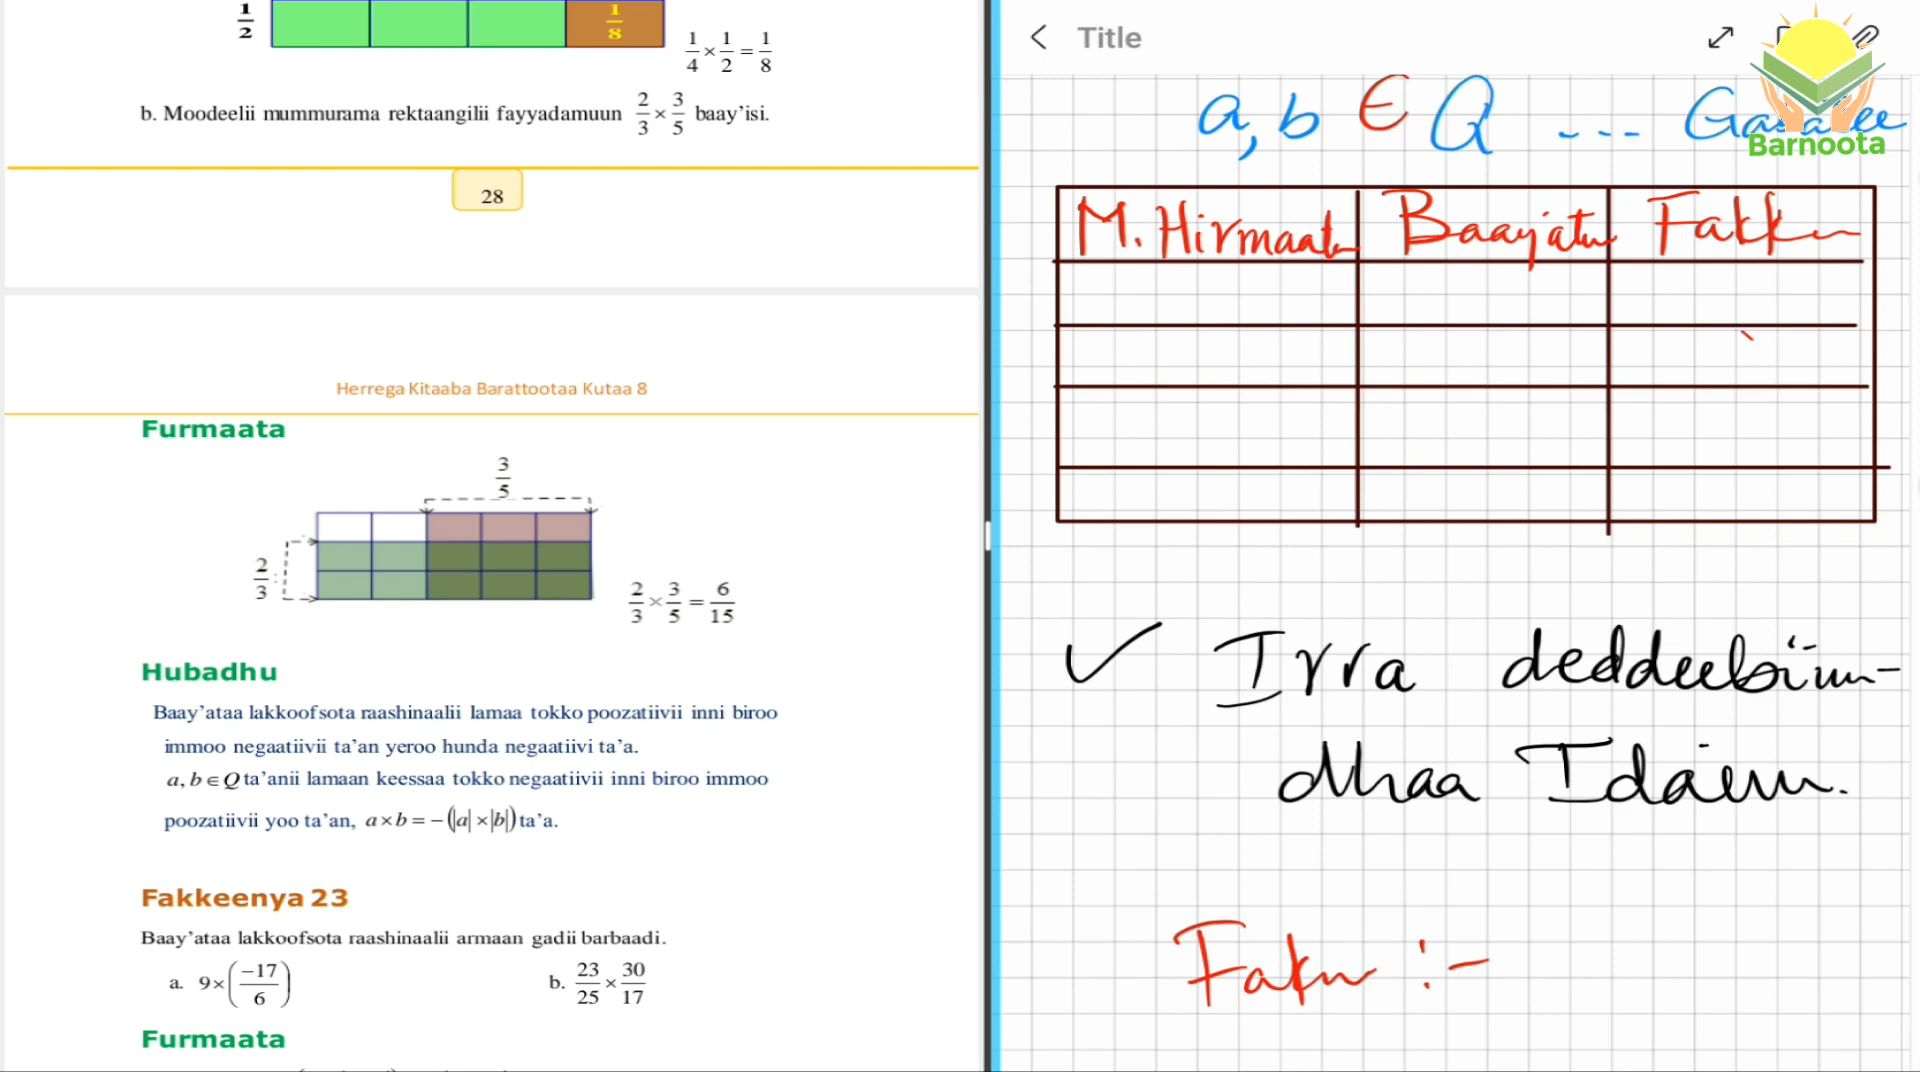 1/2
1/8
1/4 × 1/2 = 1/8
b. Moodeelii mummurama rektaangilii fayyadamuun 2/3 × 3/5 baay’isi.
28
Herrega Kitaaba Barattootaa Kutaa 8
Furmaata
3/5
2/3
2/3 × 3/5 = 6/15
Hubadhu
Baay’ataa lakkoofsota raashinaalii lamaa tokko poozatiivii inni biroo
immoo negaatiivii ta’an yeroo hunda negaatiivi ta’a.
a, b ∈ Q ta’anii lamaan keessaa tokko negaatiivii inni biroo immoo
poozatiivii yoo ta’an, a × b = −(|a| × |b|) ta’a.
Fakkeenya 23
Baay’ataa lakkoofsota raashinaalii armaan gadii barbaadi.
a. 9×(−17/6)
b. 23/25 × 30/17
Furmaata
Title
Barnoota
a, b ∈ Q ---
M. Hirmaata Baay'atu Fakk
✓ Irra deddeebiin-
dhaa Ida'uu.
Fakn :-